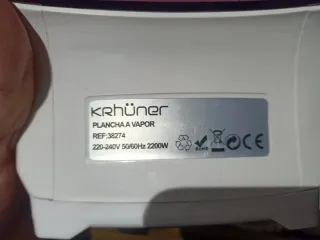 KRHÜNER
PLANCHA A VAPOR
REF:38274
220-240V 50/60Hz 2200W